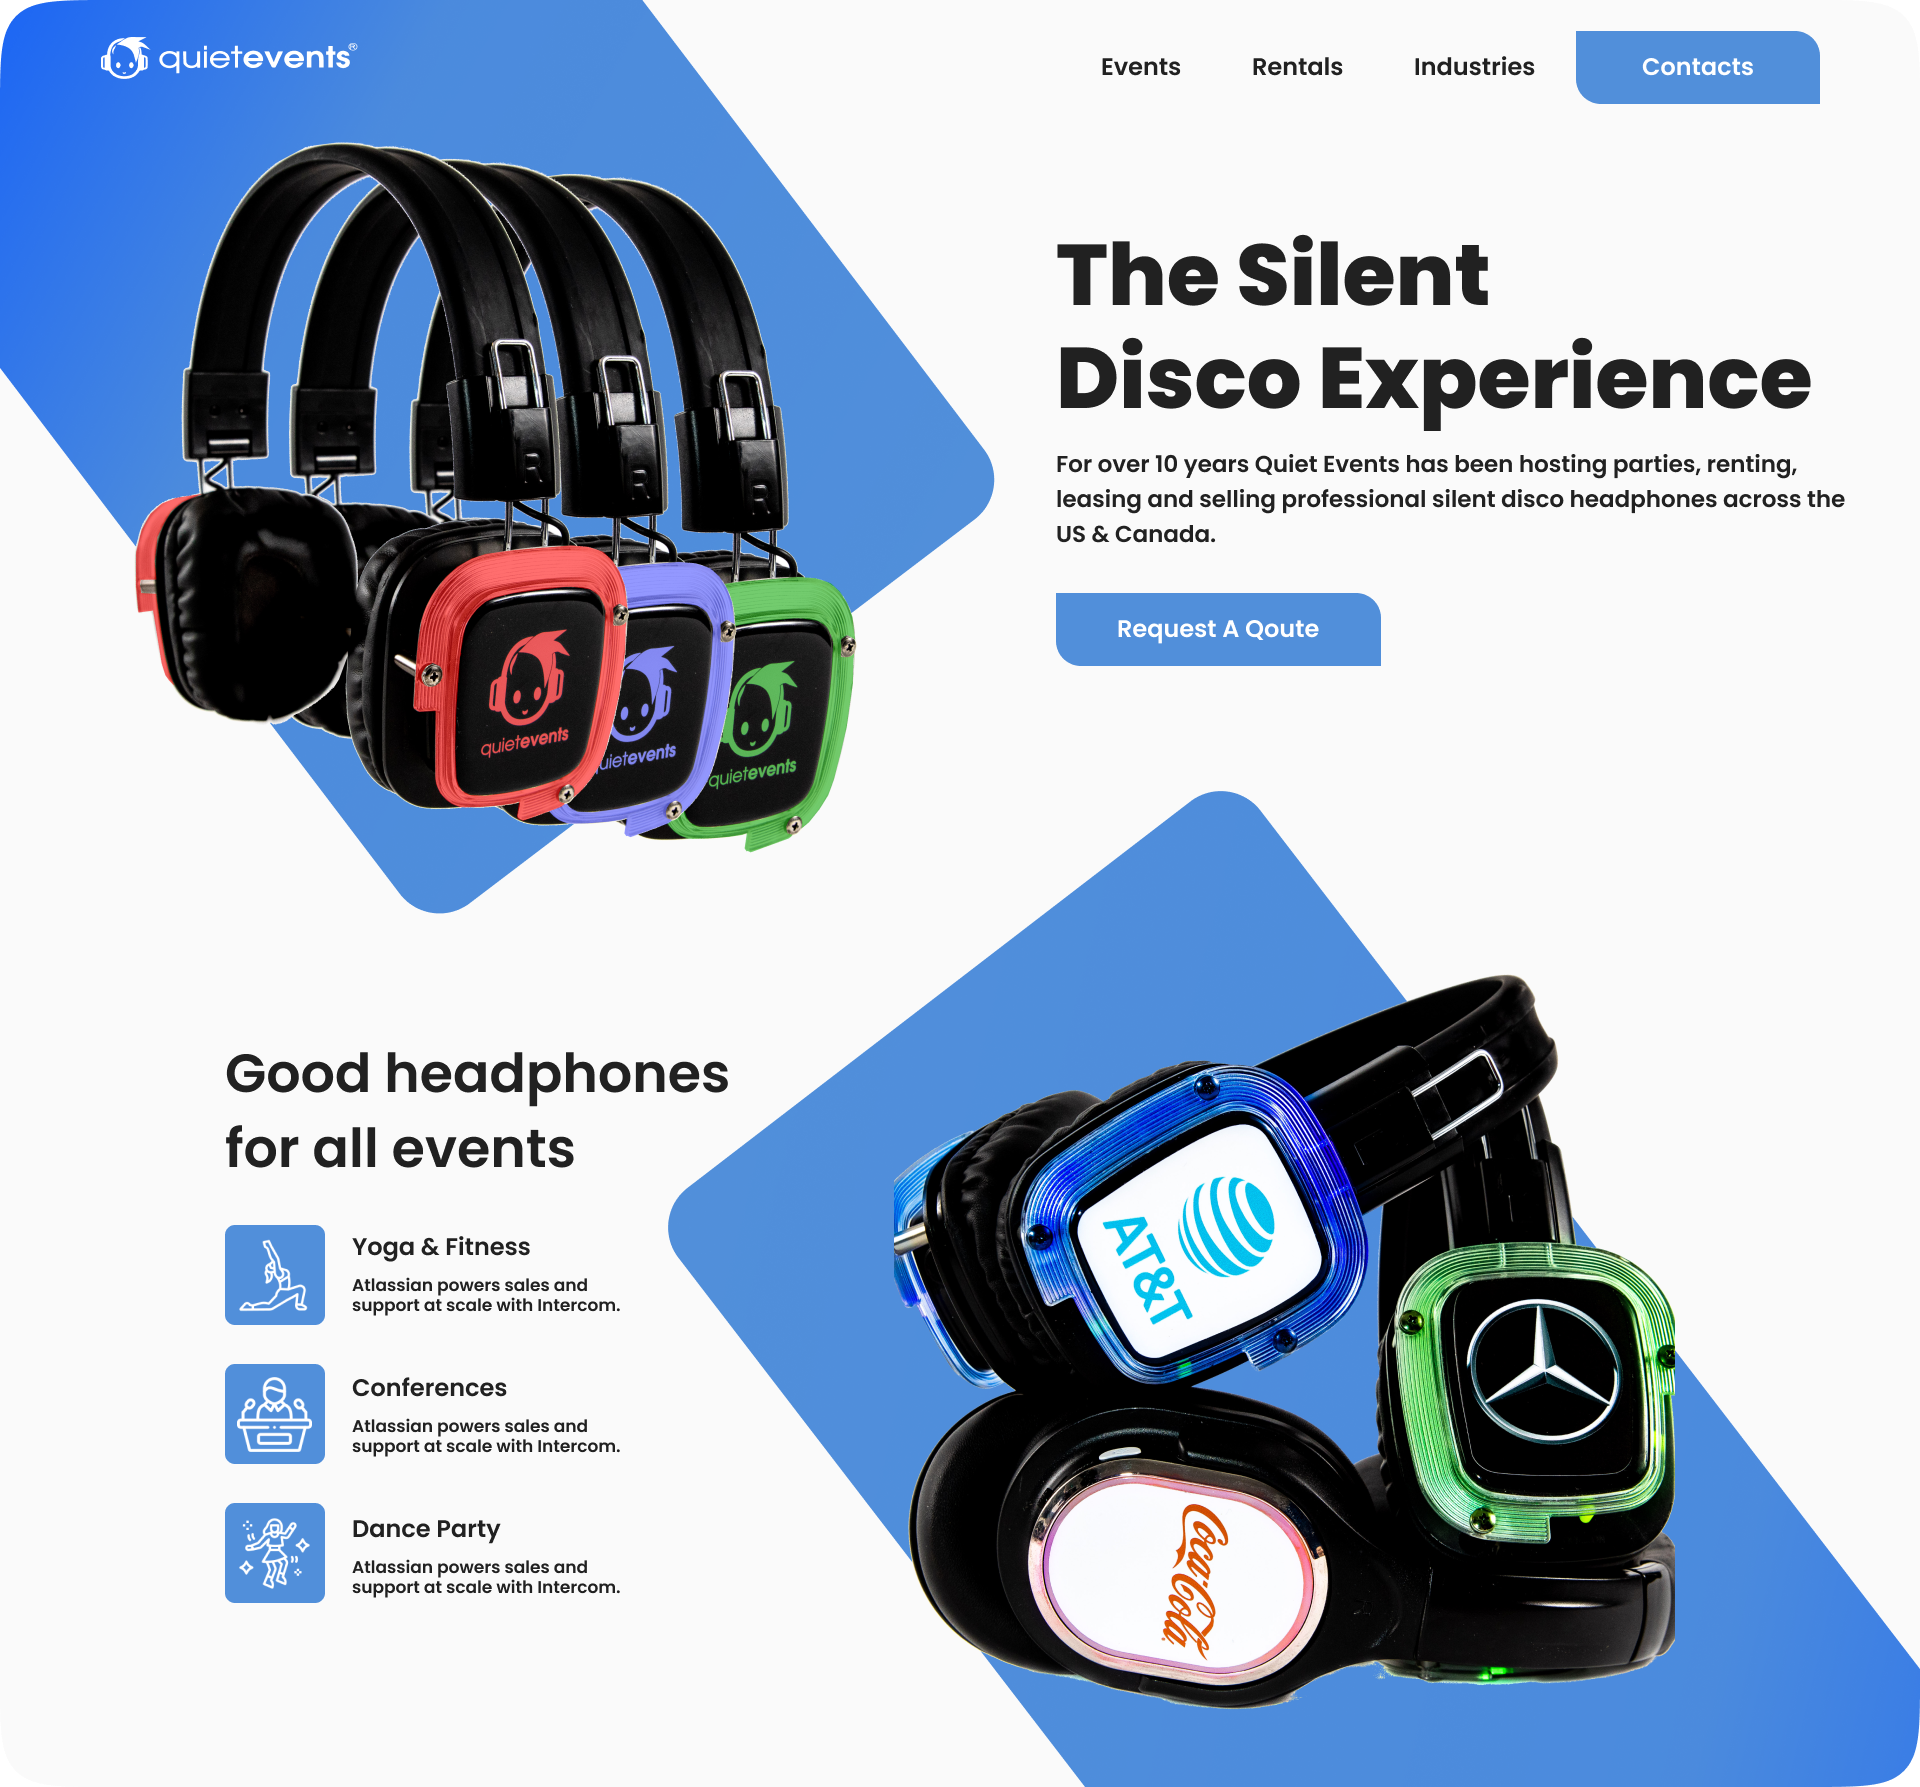 quietevents®
Events
Rentals
Industries
Contacts
The Silent
Disco Experience
For over 10 years Quiet Events has been hosting parties, renting,
leasing and selling professional silent disco headphones across the
US & Canada.
Request A Qoute
R
R
R
quietevents
uietevents
quietevents
Good headphones
for all events
Yoga & Fitness
Atlassian powers sales and
support at scale with Intercom.
Conferences
Atlassian powers sales and
support at scale with Intercom.
Dance Party
Atlassian powers sales and
support at scale with Intercom.
AT&T
Coca-Cola